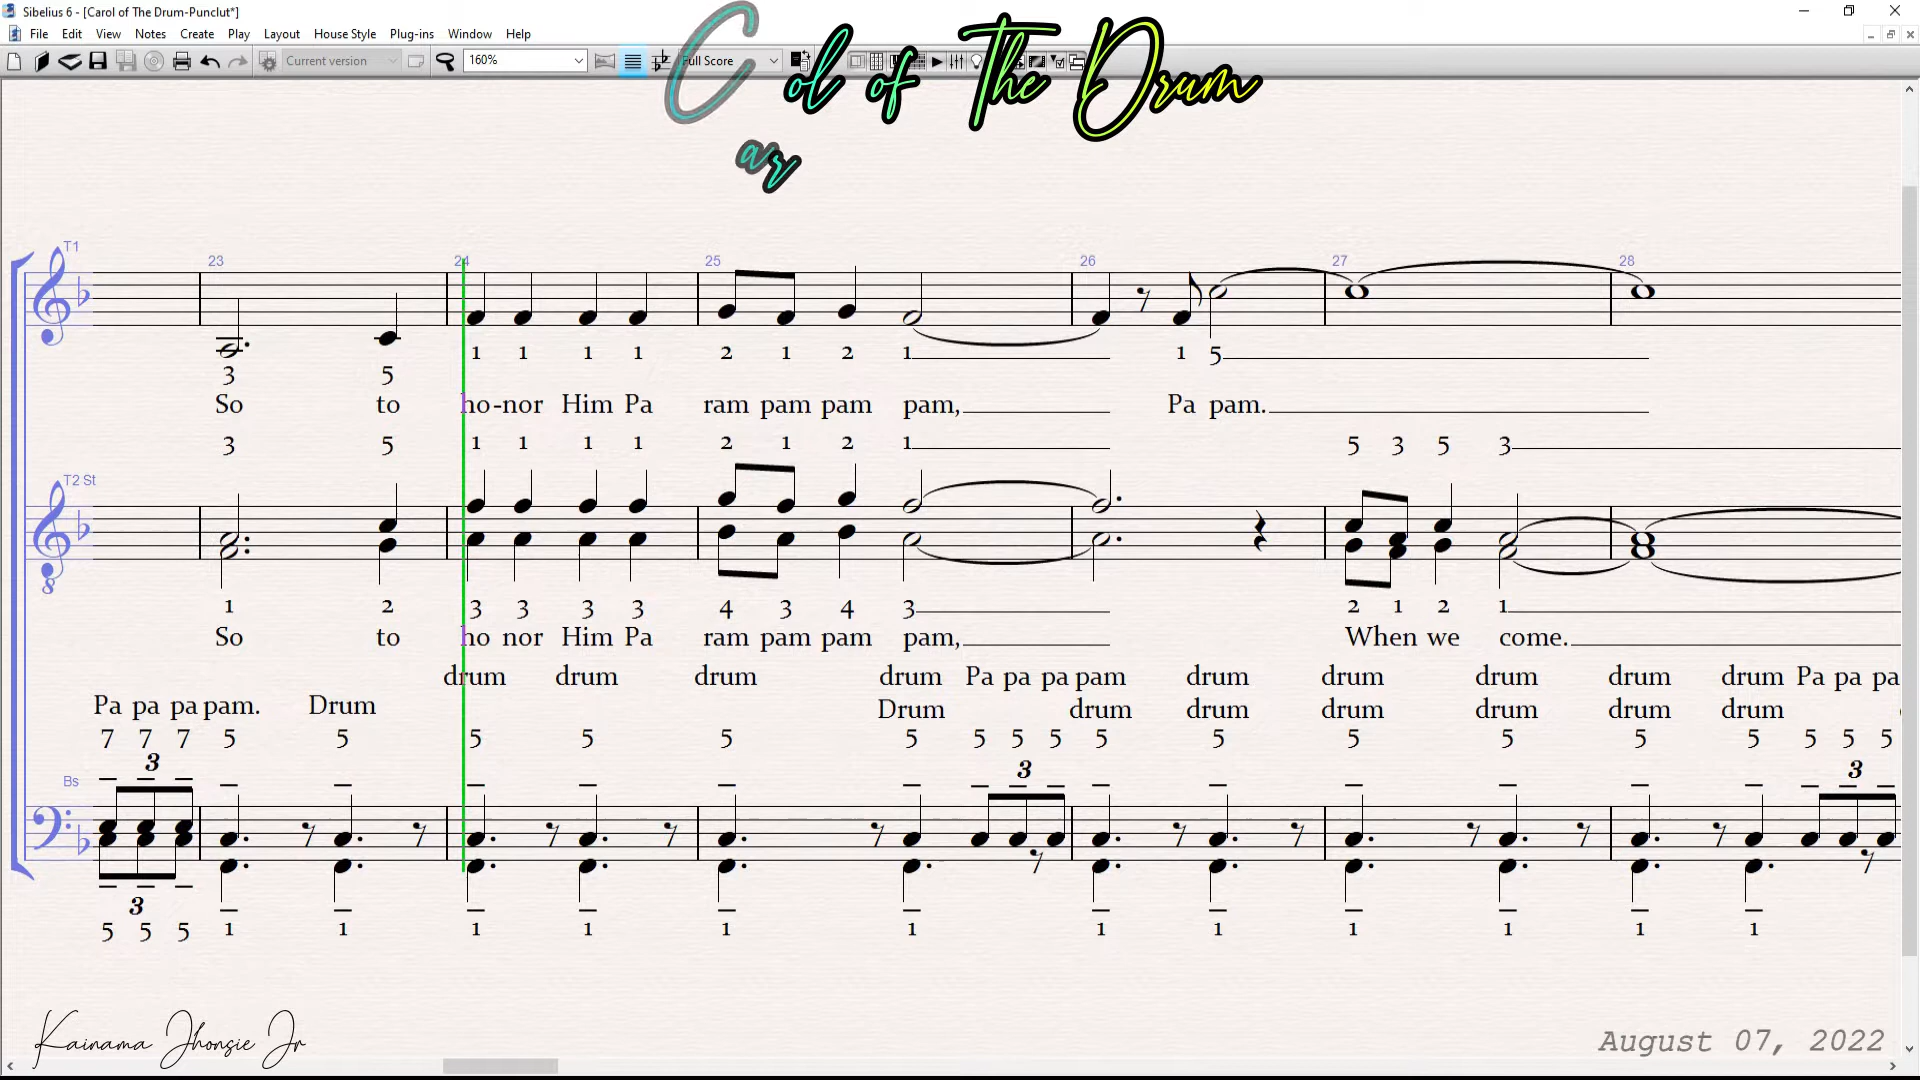 Sibelius 6 - [Carol of The Drum-Punclut*]
File Edit View Notes Create Play Layout House Style Plug-ins Window Help
Current version 160% Full Score
C ol of The Drum
ar
T1 23 24 25 26 27 28
1 1 1 1 2 1 2 1 1 5
3 5
So to ho-nor Him Pa ram pam pam pam, Pa pam.
3 5 1 1 1 1 2 1 2 1 5 3 5 3
T2 St
8
1 2 3 3 3 3 4 3 4 3 2 1 2 1
So to ho nor Him Pa ram pam pam pam, When we come.
drum drum drum drum Pa pa pa pam drum drum drum drum drum Pa pa pa
Pa pa pa pam. Drum Drum drum drum drum drum drum drum
7 7 7 5 5 5 5 5 5 5 5 5 5 5 5 5 5 5 5 5 5
3 3 3
Bs
3
5 5 5 1 1 1 1 1 1 1 1 1 1 1 1
Kainama Jhonsie Jr
August 07, 2022